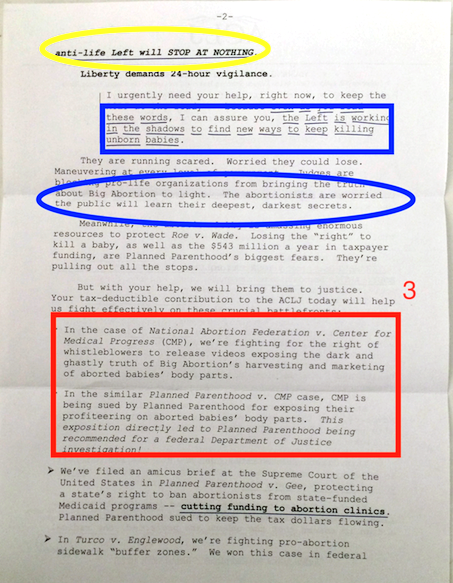 -2-
anti-life Left will STOP AT NOTHING.
Liberty demands 24-hour vigilance.
I urgently need your help, right now, to keep the
these words, I can assure you, the Left is working
in the shadows to find new ways to keep killing
unborn babies.
They are running scared. Worried they could lose.
Maneuvering at every level of Judges are
blocking pro-life organizations from bringing the truth
about Big Abortion to light. The abortionists are worried
the public will learn their deepest, darkest secrets.
Meanwhile, enormous
resources to protect Roe v. Wade. Losing the "right" to
kill a baby, as well as the $543 million a year in taxpayer
funding, are Planned Parenthood's biggest fears. They're
pulling out all the stops.
But with your help, we will bring them to justice.
Your tax-deductible contribution to the ACLJ today will help
us fight effectively on these crucial battlefronts:
3
In the case of National Abortion Federation v. Center for
Medical Progress (CMP), we're fighting for the right of
whistleblowers to release videos exposing the dark and
ghastly truth of Big Abortion's harvesting and marketing
of aborted babies' body parts.
In the similar Planned Parenthood v. CMP case, CMP is
being sued by Planned Parenthood for exposing their
profiteering on aborted babies' body parts. This
exposition directly led to Planned Parenthood being
recommended for a federal Department of Justice
investigation!
➤ We've filed an amicus brief at the Supreme Court of the
United States in Planned Parenthood v. Gee, protecting
a state's right to ban abortionists from state-funded
Medicaid programs -- cutting funding to abortion clinics.
Planned Parenthood sued to keep the tax dollars flowing.
➤ In Turco v. Englewood, we're fighting pro-abortion
sidewalk "buffer zones." We won this case in federal